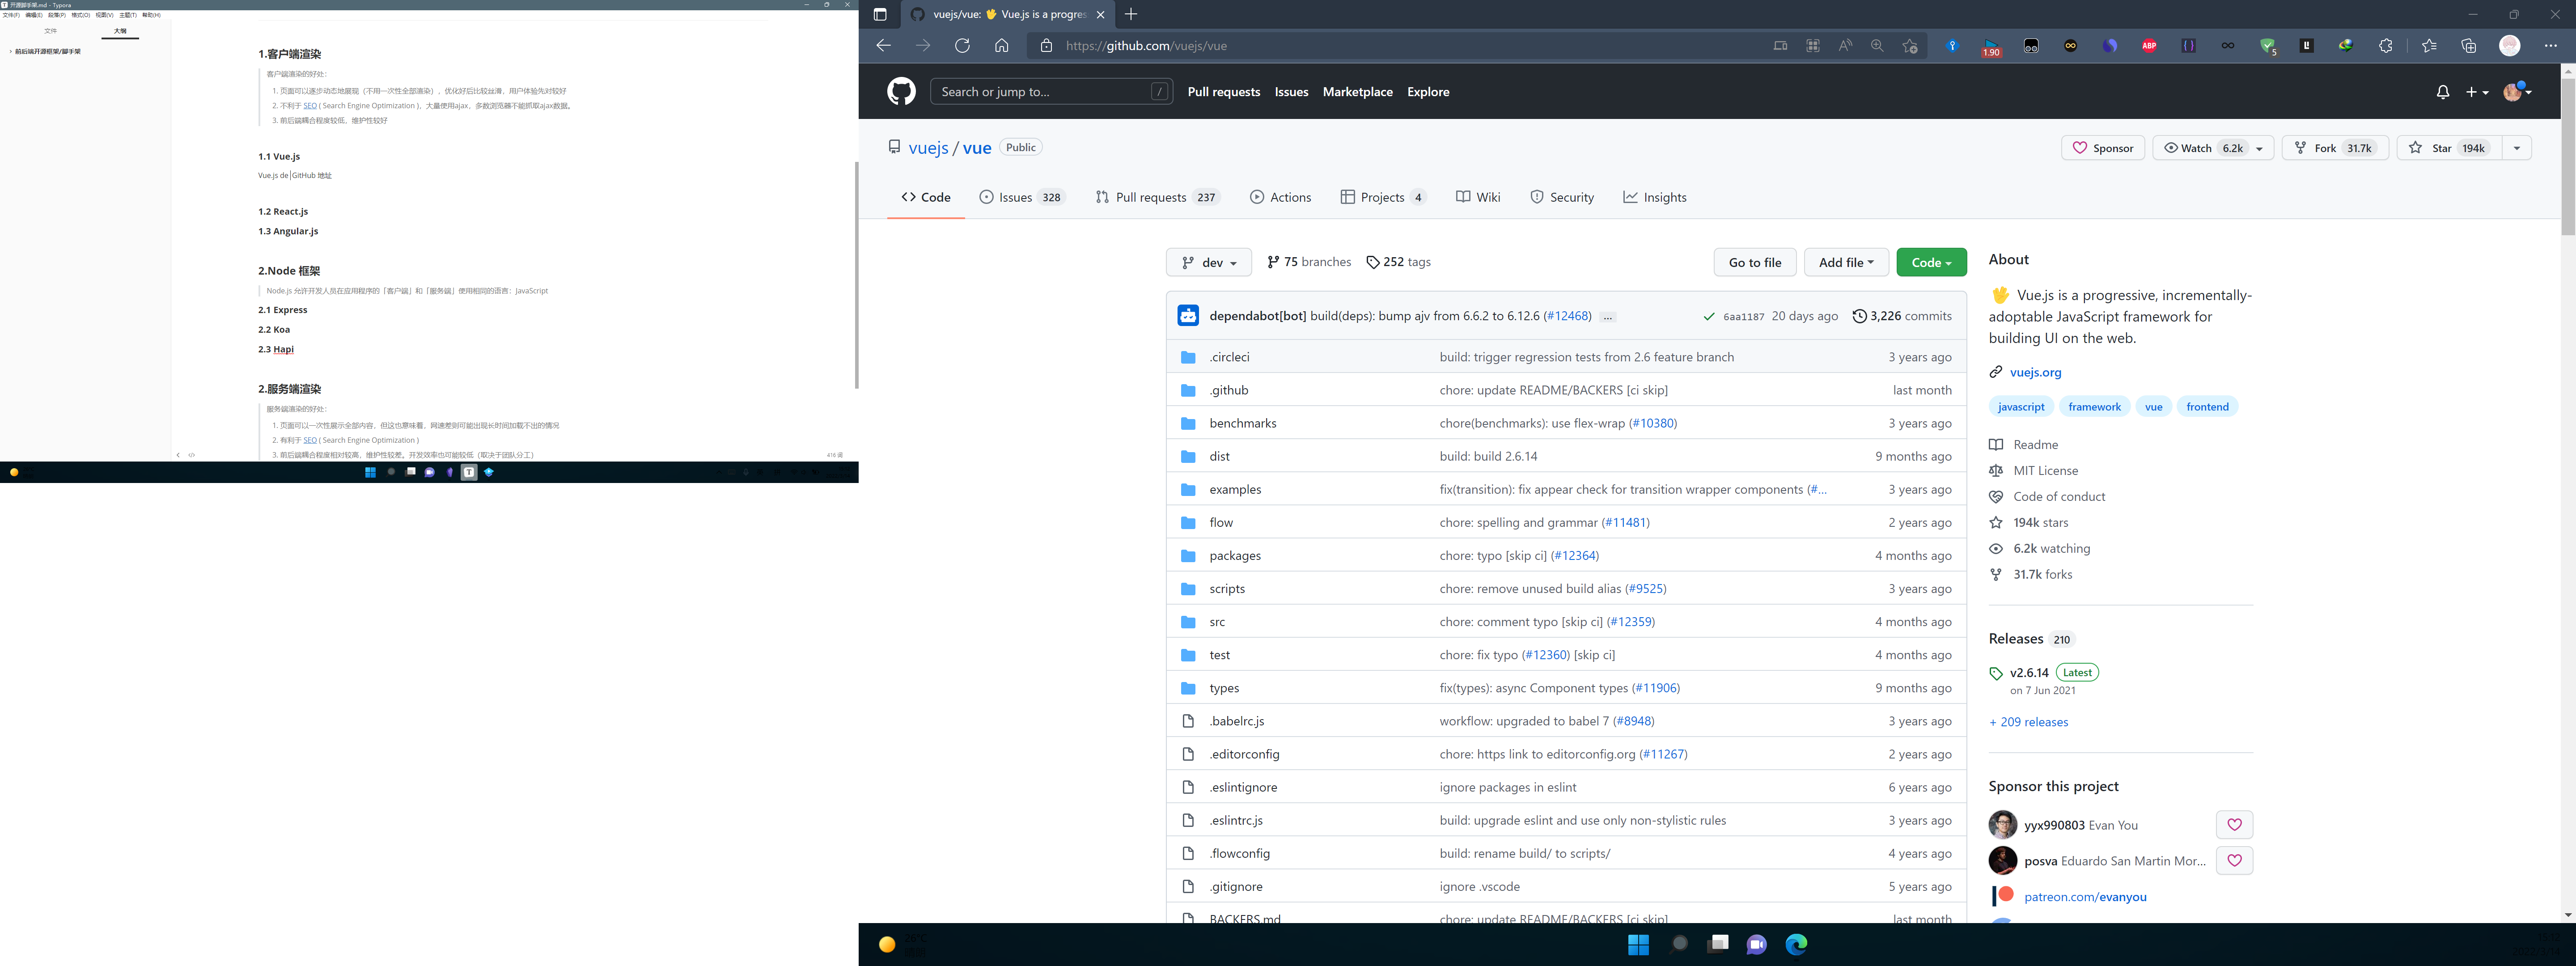 开源脚手架.md - Typora
文件(F) 编辑(E) 段落(P) 格式(O) 视图(V) 主题(T) 帮助(H)
文件 大纲
前后端开源框架/脚手架
1.客户端渲染
客户端渲染的好处：
1. 页面可以逐步动态地展现（不用一次性全部渲染），优化好后比较丝滑，用户体验先对较好
2. 不利于 SEO ( Search Engine Optimization )，大量使用ajax，多数浏览器不能抓取ajax数据。
3. 前后端耦合程度较低，维护性较好
1.1 Vue.js
Vue.js de GitHub 地址
1.2 React.js
1.3 Angular.js
2.Node 框架
Node.js 允许开发人员在应用程序的「客户端」和「服务端」使用相同的语言：JavaScript
2.1 Express
2.2 Koa
2.3 Hapi
2.服务端渲染
服务端渲染的好处：
1. 页面可以一次性展示全部内容，但这也意味着，网速差则可能出现长时间加载不出的情况
2. 有利于 SEO ( Search Engine Optimization )
3. 前后端耦合程度相对较高，维护性较差。开发效率也可能较低（取决于团队分工）
416 词
vuejs/vue: 🖖 Vue.js is a progres
https://github.com/vuejs/vue
1.90
ABP
5
Search or jump to... /
Pull requests Issues Marketplace Explore
vuejs / vue Public
Sponsor Watch 6.2k Fork 31.7k Star 194k
Code Issues 328 Pull requests 237 Actions Projects 4 Wiki Security Insights
dev 75 branches 252 tags Go to file Add file Code
dependabot[bot] build(deps): bump ajv from 6.6.2 to 6.12.6 (#12468) ... 6aa1187 20 days ago 3,226 commits
.circleci build: trigger regression tests from 2.6 feature branch 3 years ago
.github chore: update README/BACKERS [ci skip] last month
benchmarks chore(benchmarks): use flex-wrap (#10380) 3 years ago
dist build: build 2.6.14 9 months ago
examples fix(transition): fix appear check for transition wrapper components (#... 3 years ago
flow chore: spelling and grammar (#11481) 2 years ago
packages chore: typo [skip ci] (#12364) 4 months ago
scripts chore: remove unused build alias (#9525) 3 years ago
src chore: comment typo [skip ci] (#12359) 4 months ago
test chore: fix typo (#12360) [skip ci] 4 months ago
types fix(types): async Component types (#11906) 9 months ago
.babelrc.js workflow: upgraded to babel 7 (#8948) 3 years ago
.editorconfig chore: https link to editorconfig.org (#11267) 2 years ago
.eslintignore ignore packages in eslint 6 years ago
.eslintrc.js build: upgrade eslint and use only non-stylistic rules 3 years ago
.flowconfig build: rename build/ to scripts/ 4 years ago
.gitignore ignore .vscode 5 years ago
BACKERS.md chore: update README/BACKERS [ci skip] last month
About
🖖 Vue.js is a progressive, incrementally-
adoptable JavaScript framework for
building UI on the web.
vuejs.org
javascript framework vue frontend
Readme
MIT License
Code of conduct
194k stars
6.2k watching
31.7k forks
Releases 210
v2.6.14 Latest
on 7 Jun 2021
+ 209 releases
Sponsor this project
yyx990803 Evan You
posva Eduardo San Martin Mor...
patreon.com/evanyou